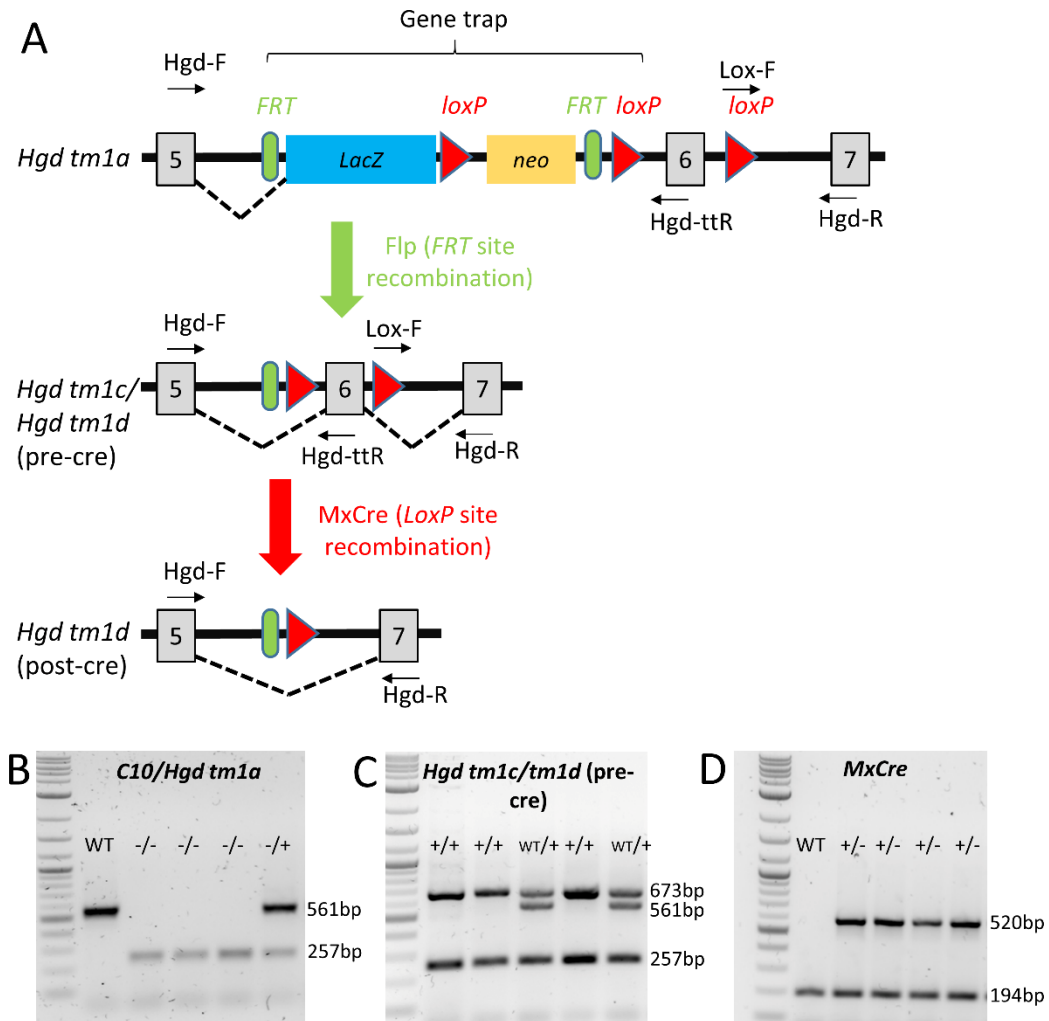 A
Gene trap
Hgd-F
Lox-F
FRT
loxP
FRT
loxP
loxP
Hgd tm1a
5
LacZ
neo
6
7
Hgd-ttR
Hgd-R
Flp (FRT site
recombination)
Hgd-F
Lox-F
Hgd tm1c/
Hgd tm1d
(pre-cre)
5
6
7
Hgd-ttR
Hgd-R
MxCre (LoxP site
recombination)
Hgd-F
Hgd tm1d
(post-cre)
5
7
Hgd-R
B
C10/Hgd tm1a
WT -/- -/- -/- -/+
561bp
257bp
C
Hgd tm1c/tm1d (pre-
cre)
+/+ +/+ WT/+ +/+ WT/+
673bp
561bp
257bp
D
MxCre
WT +/- +/- +/- +/-
520bp
194bp